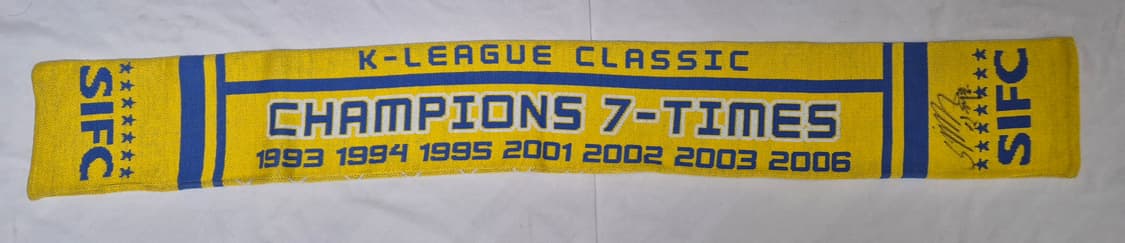 SIFC
K-LEAGUE CLASSIC
CHAMPIONS 7-TIMES
1993 1994 1995 2001 2002 2003 2006
SIFC